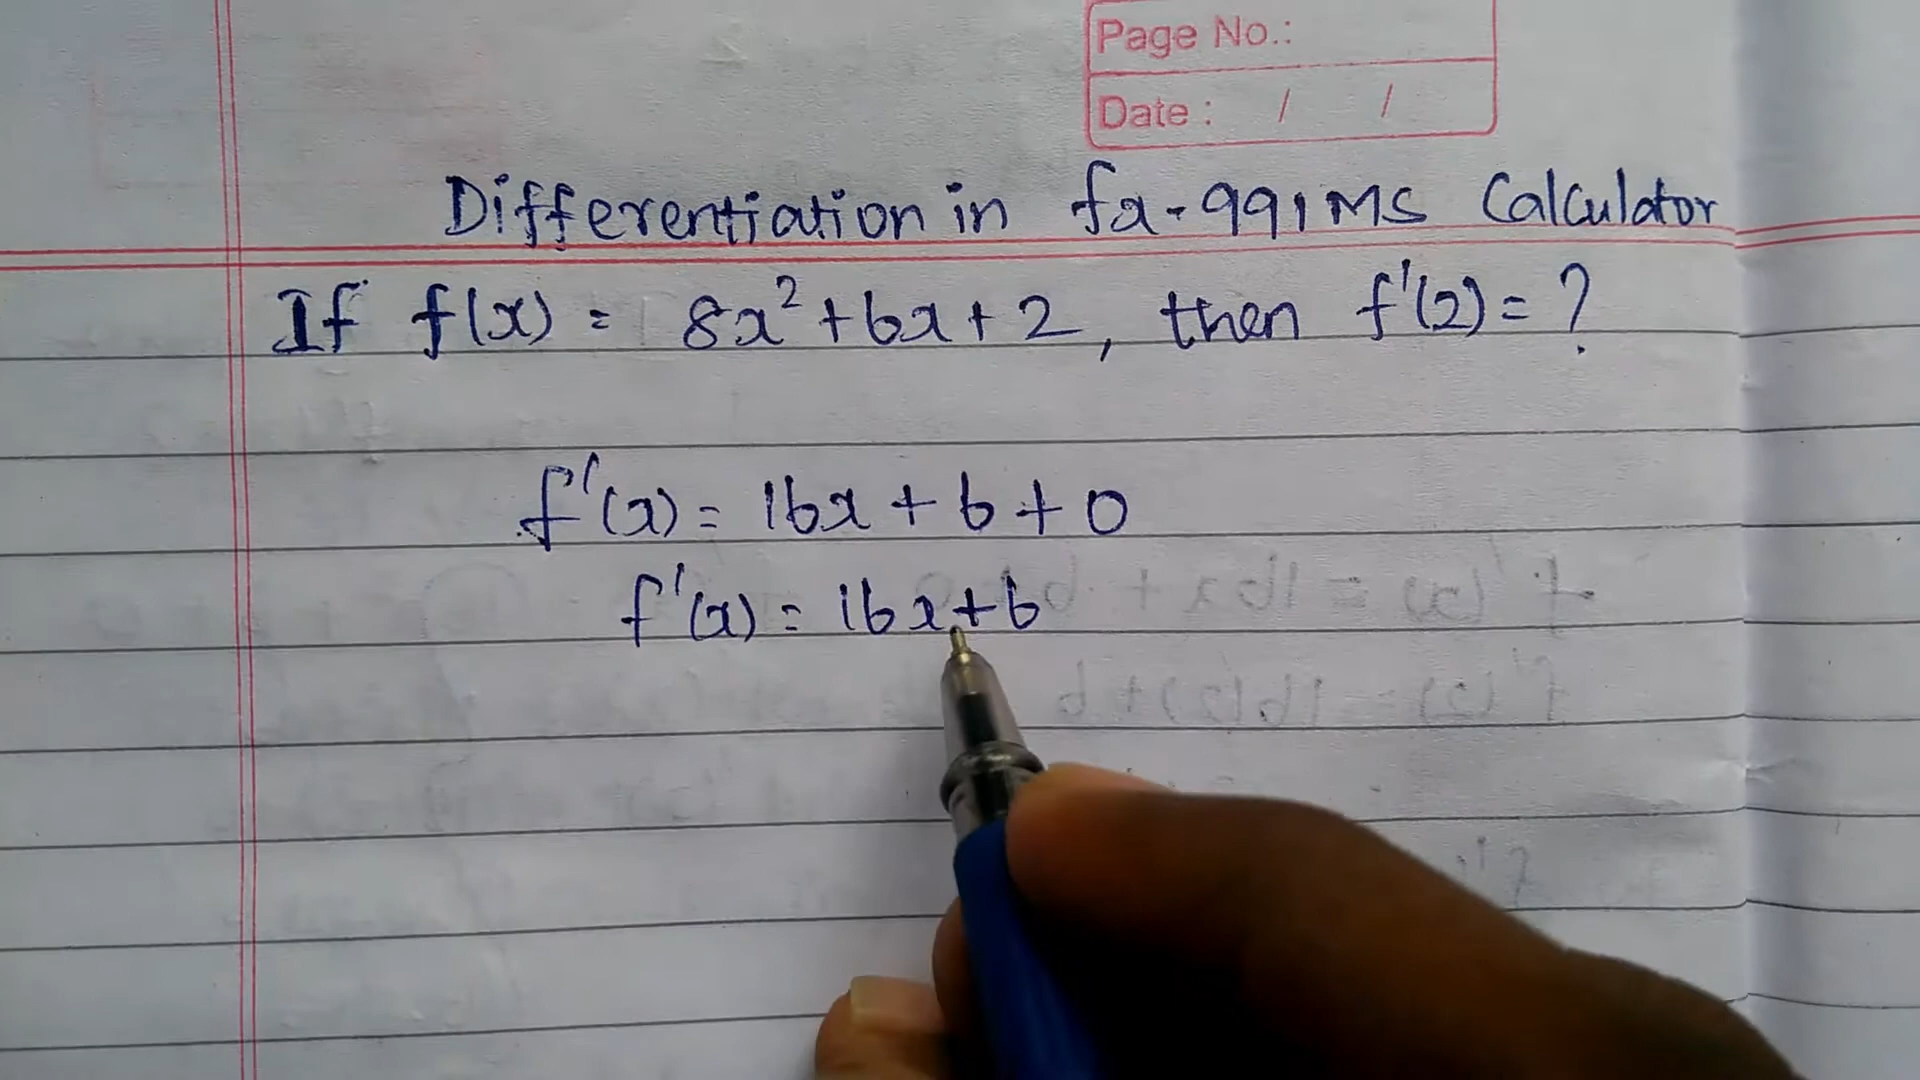 Page No.:
Date : / /
Differentiation in fx-991MS Calculator
If f(x) = 8x²+6x+2, then f'(2)= ?
f'(x) = 16x + 6 + 0
f'(x) = 16x+6